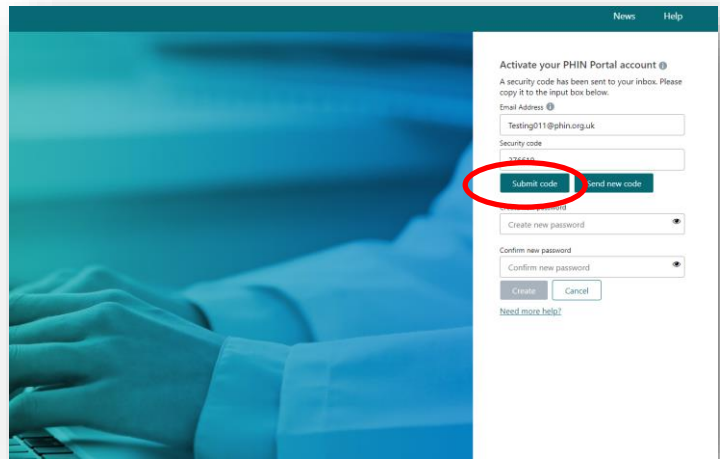 News Help
Activate your PHIN Portal account
A security code has been sent to your inbox. Please
copy it to the input box below.
Email Address
Testing011@phin.org.uk
Security code
Submit code
Send new code
password
Create new password
Confirm new password
Confirm new password
Create Cancel
Need more help?